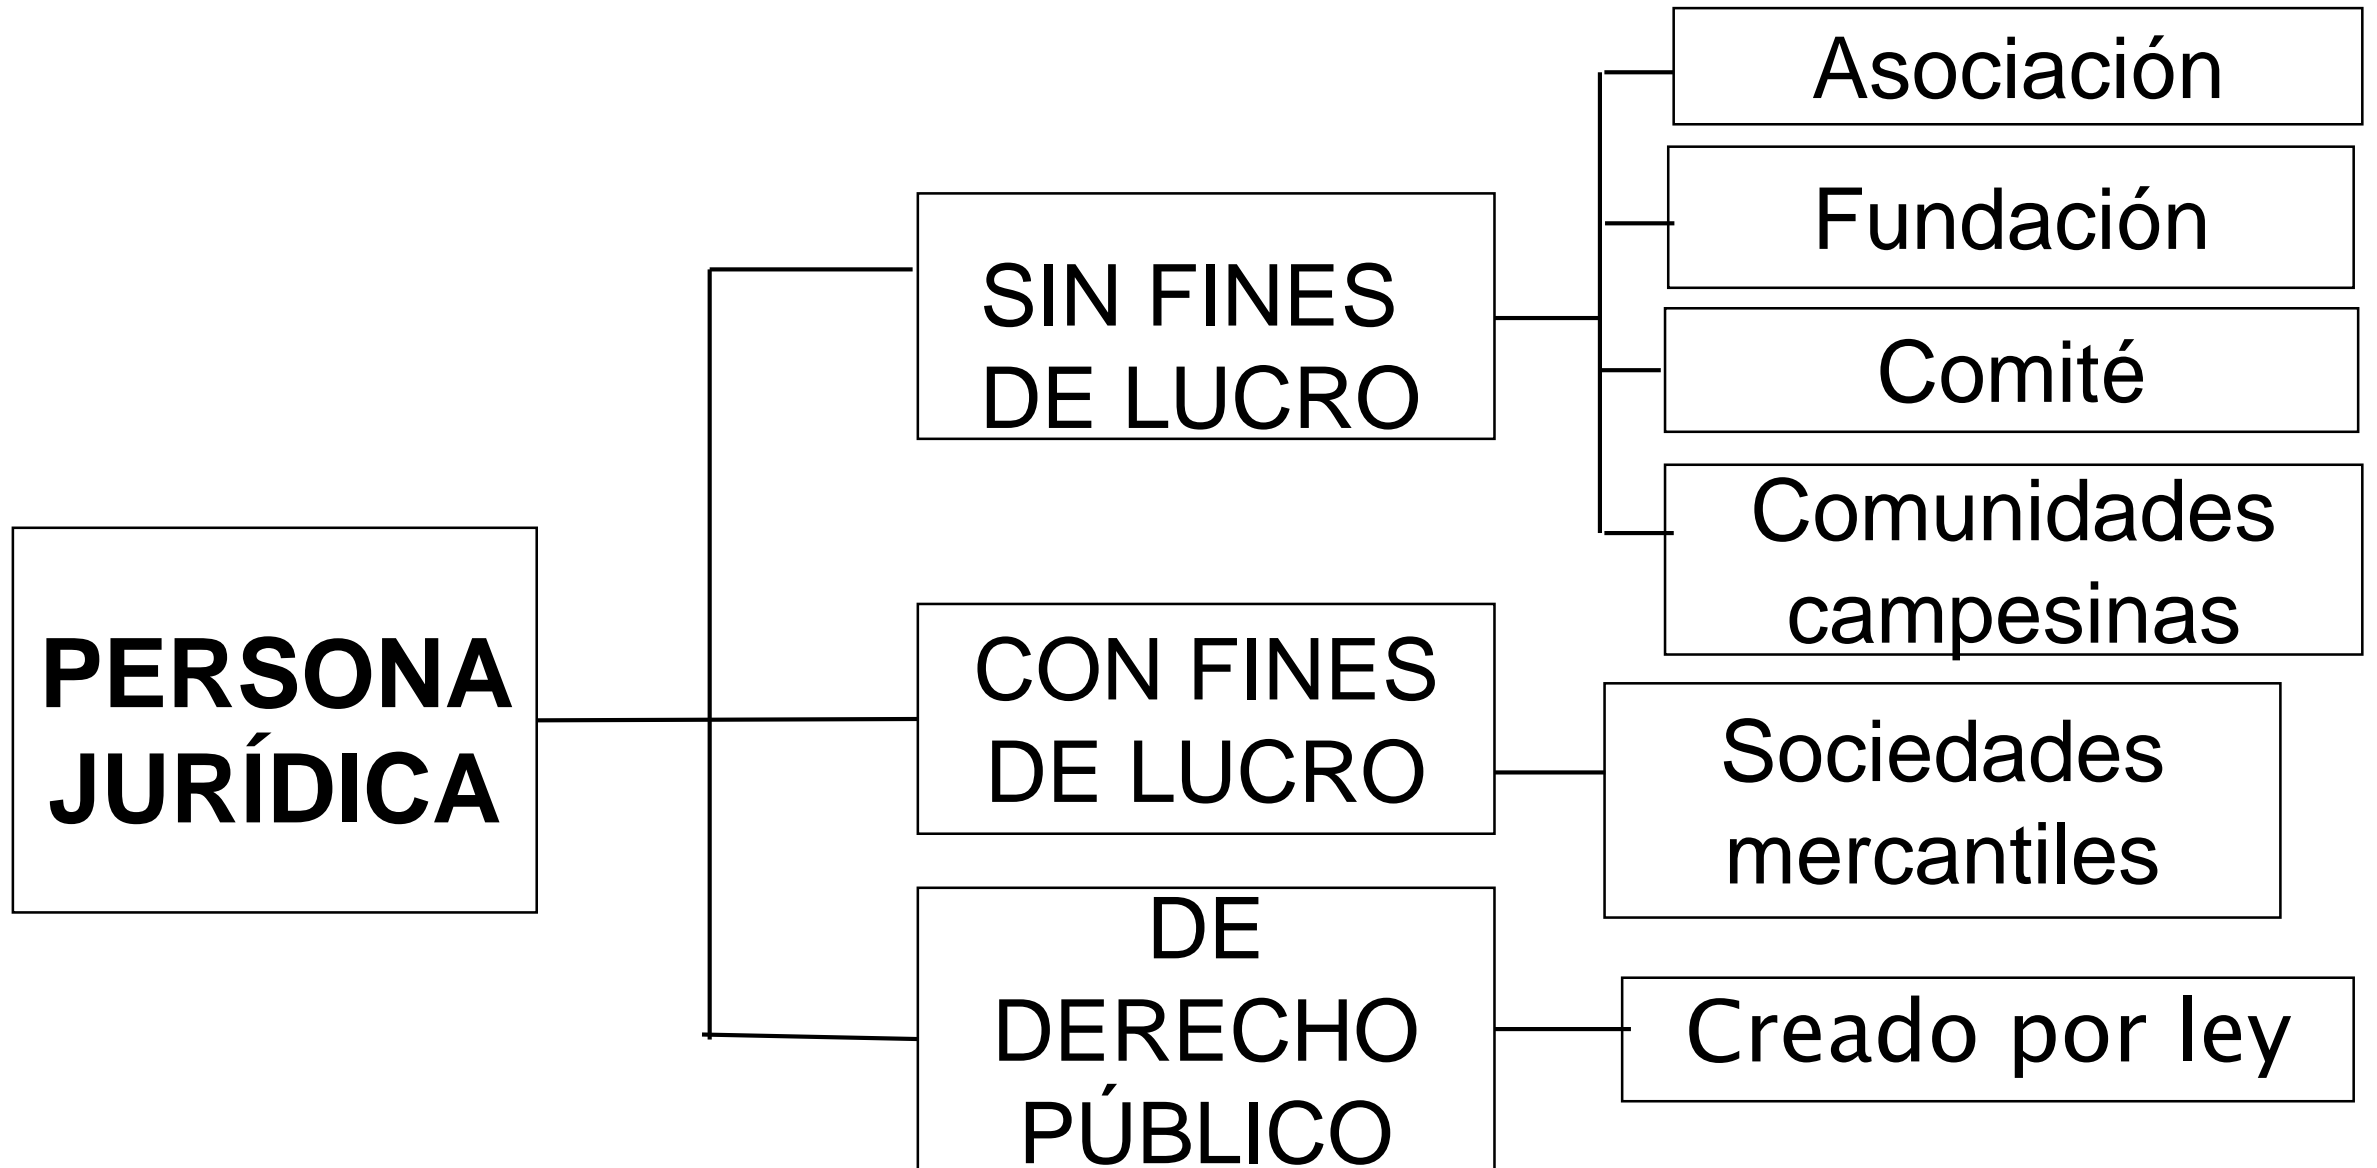 PERSONA
JURÍDICA
SIN FINES
DE LUCRO
Asociación
Fundación
Comité
Comunidades
campesinas
CON FINES
DE LUCRO
Sociedades
mercantiles
DE
DERECHO
PÚBLICO
Creado por ley